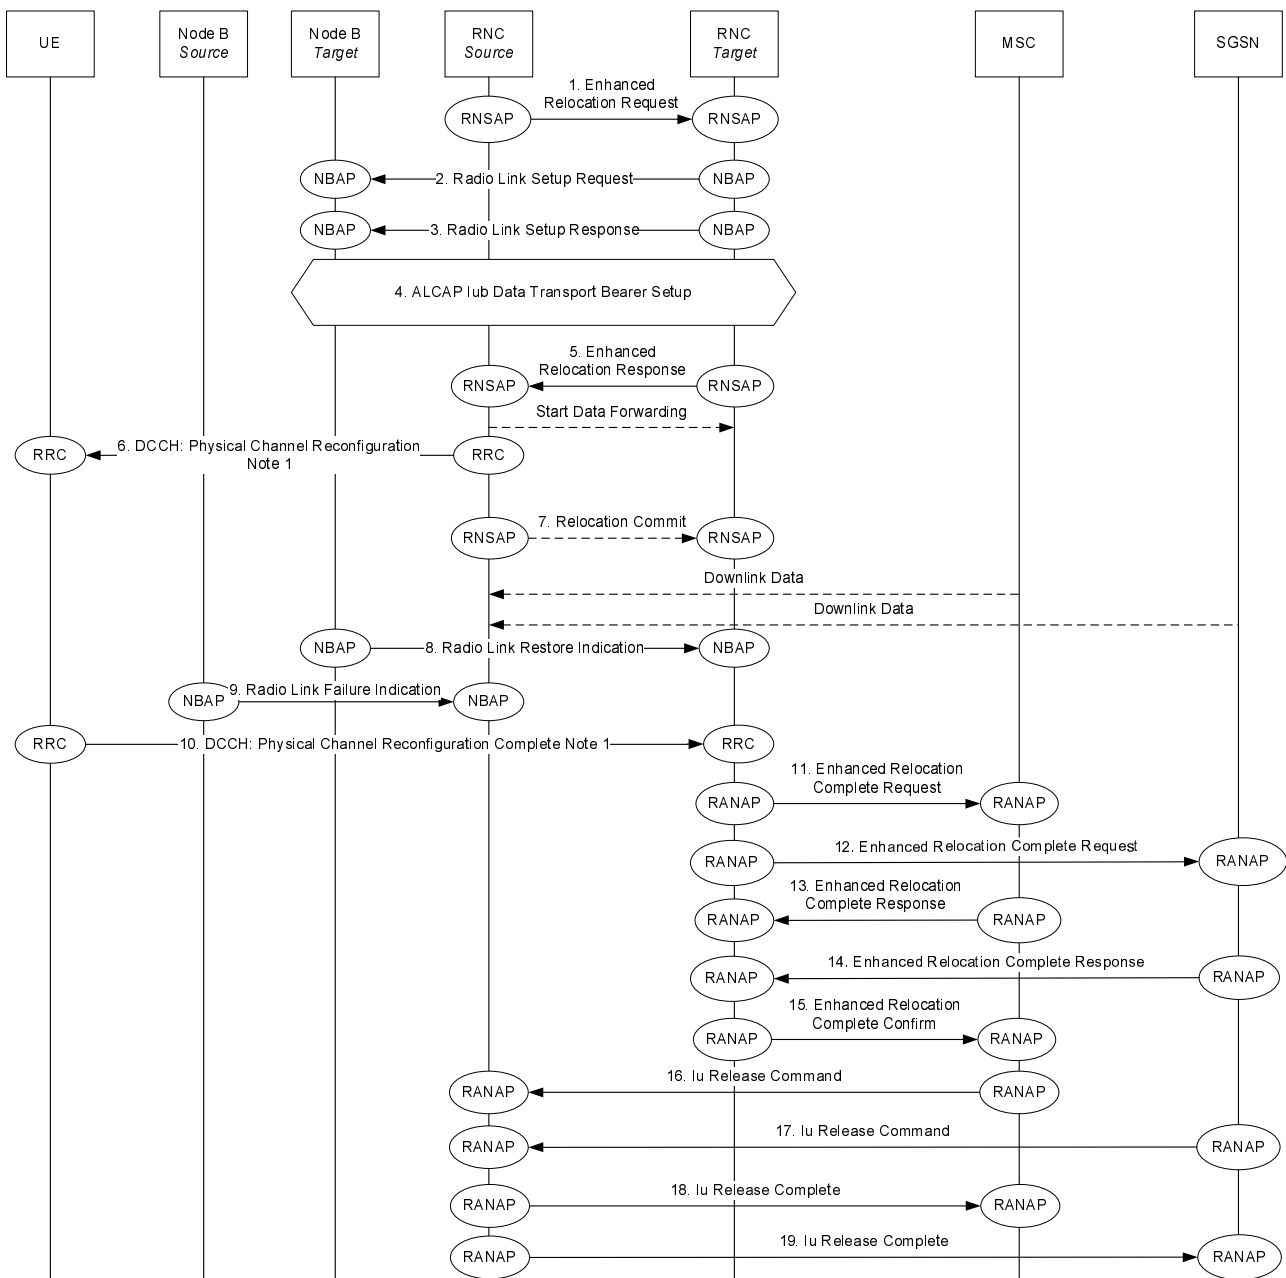 UE
Node B
Source
Node B
Target
RNC
Source
RNC
Target
MSC
SGSN
1. Enhanced
Relocation Request
RNSAP
RNSAP
NBAP
2. Radio Link Setup Request
NBAP
NBAP
3. Radio Link Setup Response
NBAP
4. ALCAP Iub Data Transport Bearer Setup
5. Enhanced
Relocation Response
RNSAP
RNSAP
Start Data Forwarding
RRC
6. DCCH: Physical Channel Reconfiguration
Note 1
RRC
RNSAP
7. Relocation Commit
RNSAP
Downlink Data
Downlink Data
NBAP
8. Radio Link Restore Indication
NBAP
NBAP
9. Radio Link Failure Indication
NBAP
RRC
10. DCCH: Physical Channel Reconfiguration Complete Note 1
RRC
11. Enhanced Relocation
Complete Request
RANAP
RANAP
12. Enhanced Relocation Complete Request
RANAP
RANAP
13. Enhanced Relocation
Complete Response
RANAP
RANAP
14. Enhanced Relocation Complete Response
RANAP
RANAP
15. Enhanced Relocation
Complete Confirm
RANAP
RANAP
16. Iu Release Command
RANAP
RANAP
17. Iu Release Command
RANAP
RANAP
18. Iu Release Complete
RANAP
RANAP
19. Iu Release Complete
RANAP
RANAP